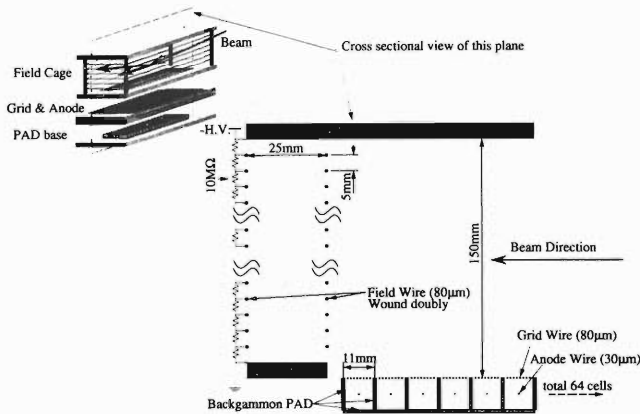 Cross sectional view of this plane
Beam
Field Cage
Grid & Anode
PAD base
-H.V.
25mm
10MΩ
5mm
150mm
Beam Direction
Field Wire (80μm)
Wound doubly
Grid Wire (80μm)
11mm
Anode Wire (30μm)
total 64 cells
Backgammon PAD